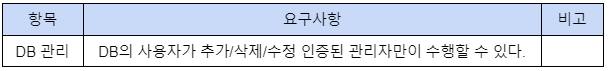 항목 요구사항 비고
DB 관리 DB의 사용자가 추가/삭제/수정 인증된 관리자만이 수행할 수 있다.